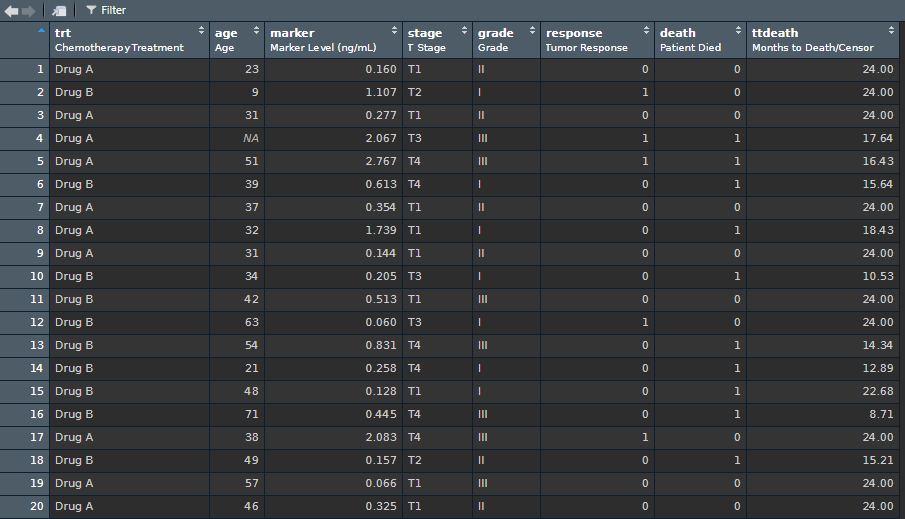 Filter
trt age marker stage grade response death ttdeath
Chemotherapy Treatment Age Marker Level (ng/mL) T Stage Grade Tumor Response Patient Died Months to Death/Censor
1 Drug A 23 0.160 T1 II 0 0 24.00
2 Drug B 9 1.107 T2 I 1 0 24.00
3 Drug A 31 0.277 T1 II 0 0 24.00
4 Drug A NA 2.067 T3 III 1 1 17.64
5 Drug A 51 2.767 T4 III 1 1 16.43
6 Drug B 39 0.613 T4 I 0 1 15.64
7 Drug A 37 0.354 T1 II 0 0 24.00
8 Drug A 32 1.739 T1 I 0 1 18.43
9 Drug A 31 0.144 T1 II 0 0 24.00
10 Drug B 34 0.205 T3 I 0 1 10.53
11 Drug B 42 0.513 T1 III 0 0 24.00
12 Drug B 63 0.060 T3 I 1 0 24.00
13 Drug B 54 0.831 T4 III 0 1 14.34
14 Drug B 21 0.258 T4 I 0 1 12.89
15 Drug B 48 0.128 T1 I 0 1 22.68
16 Drug B 71 0.445 T4 III 0 1 8.71
17 Drug A 38 2.083 T4 III 1 0 24.00
18 Drug B 49 0.157 T2 II 0 1 15.21
19 Drug A 57 0.066 T1 III 0 0 24.00
20 Drug A 46 0.325 T1 II 0 0 24.00